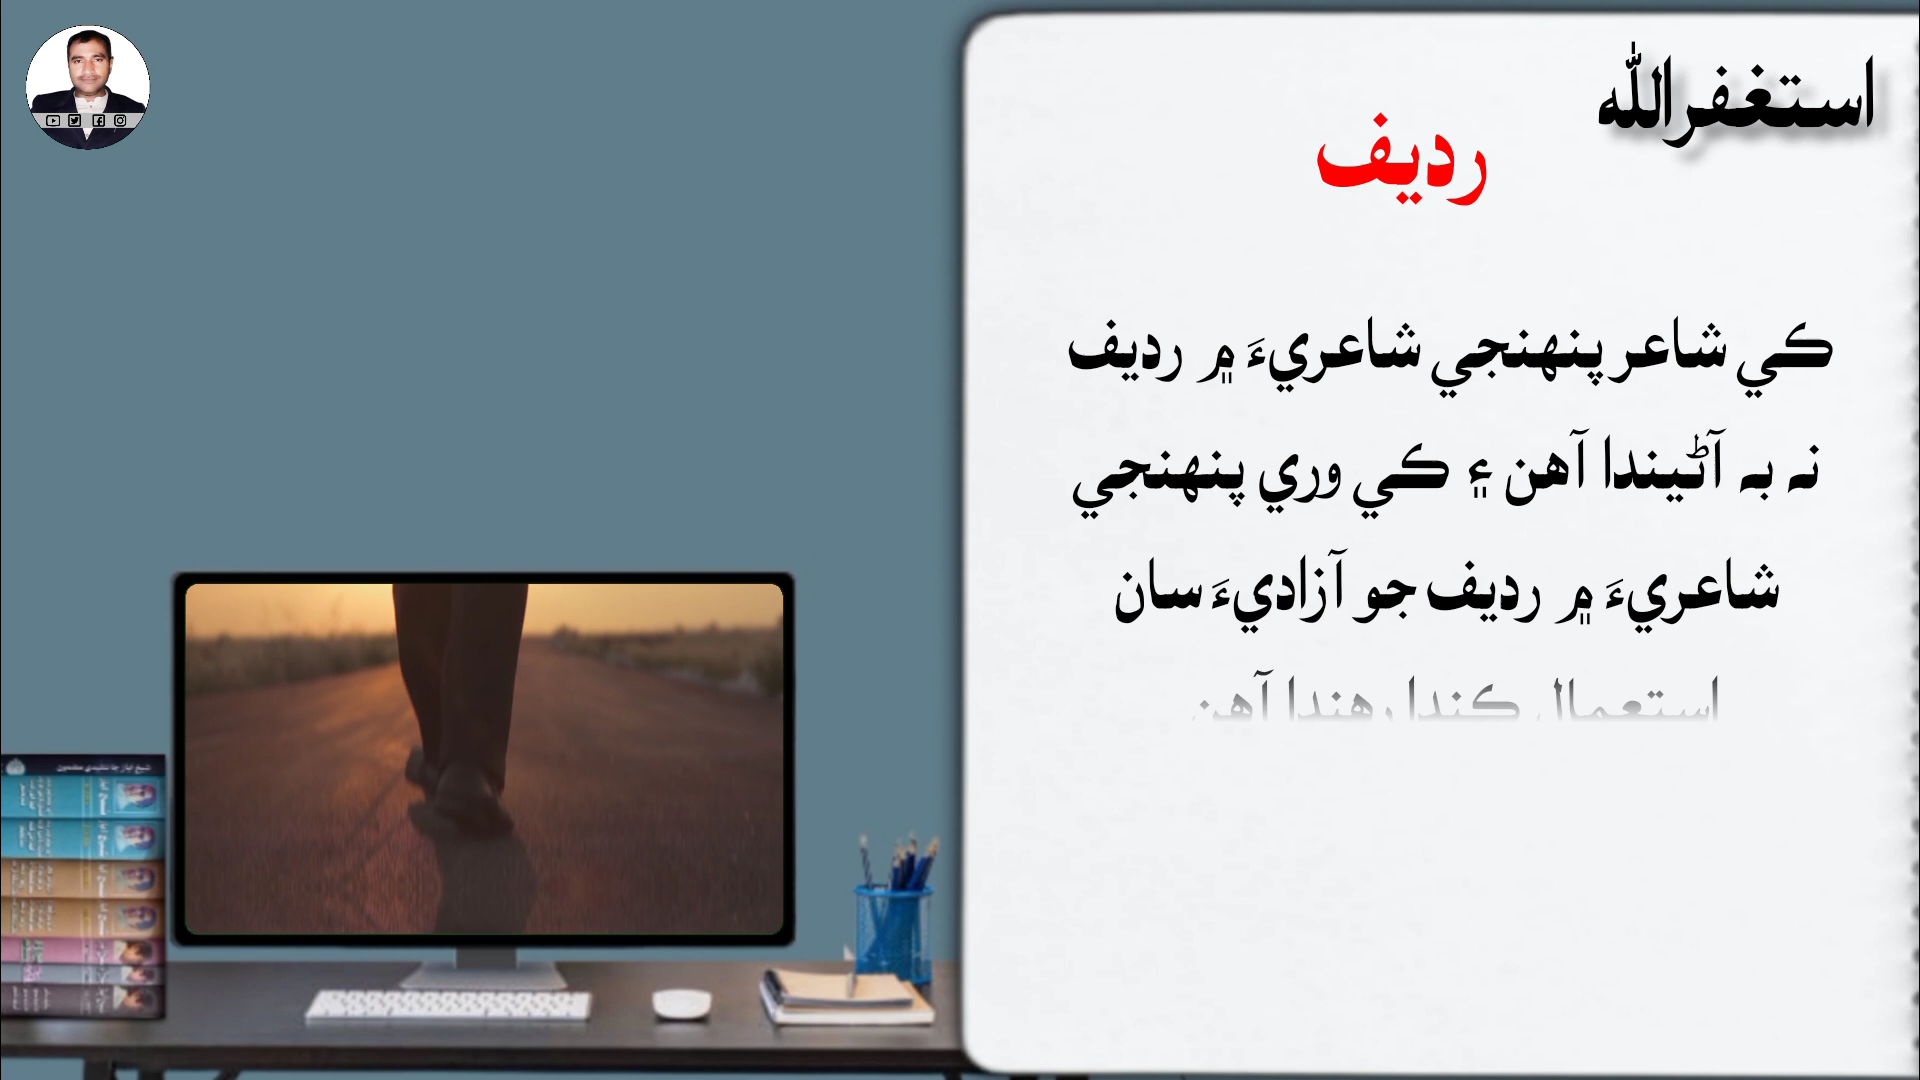 استغفرالله
رديف
ڪي شاعر پنهنجي شاعريءَ ۾ رديف
نہ بہ آڻيندا آهن ۽ ڪي وري پنهنجي
شاعريءَ ۾ رديف جو آزاديءَ سان
استعمال ڪندا رهندا آهن